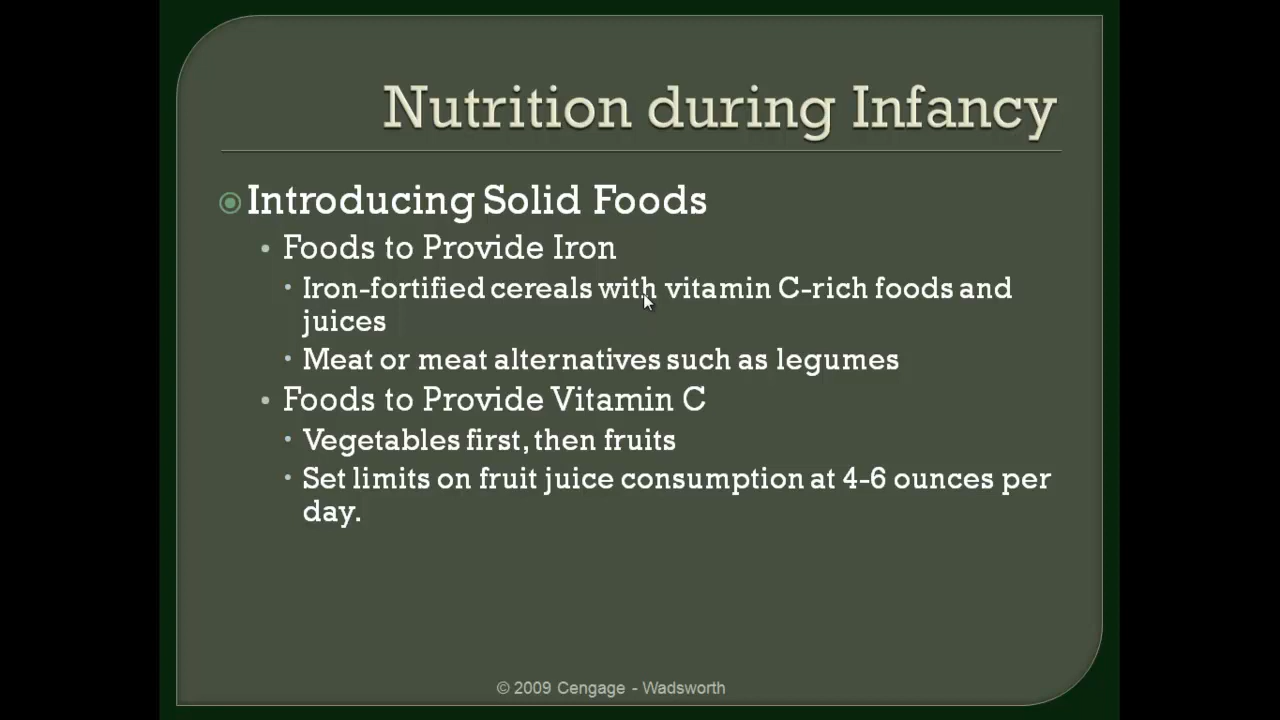 Nutrition during Infancy
Introducing Solid Foods
Foods to Provide Iron
Iron-fortified cereals with vitamin C-rich foods and
juices
Meat or meat alternatives such as legumes
Foods to Provide Vitamin C
Vegetables first, then fruits
Set limits on fruit juice consumption at 4-6 ounces per
day.
© 2009 Cengage - Wadsworth